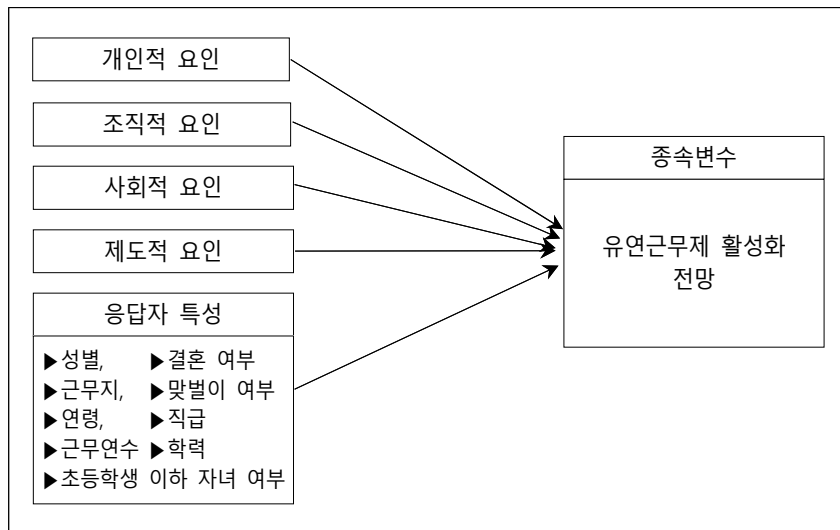 개인적 요인
조직적 요인
사회적 요인
제도적 요인
응답자 특성
▶성별, ▶결혼 여부
▶근무지, ▶맞벌이 여부
▶연령, ▶직급
▶근무연수 ▶학력
▶초등학생 이하 자녀 여부
종속변수
유연근무제 활성화
전망